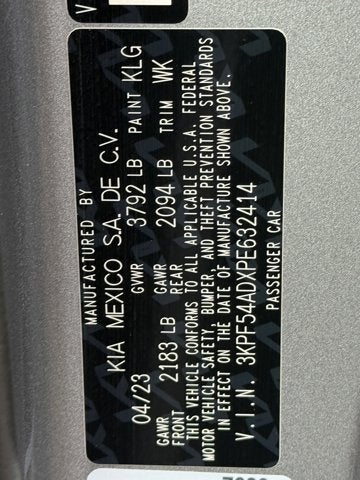 MANUFACTURED BY
KIA MEXICO S.A. DE C.V.
04/23 GVWR 3792 LB PAINT KLG
GAWR FRONT 2183 LB GAWR REAR 2094 LB TRIM WK
THIS VEHICLE CONFORMS TO ALL APPLICABLE U.S.A. FEDERAL
MOTOR VEHICLE SAFETY, BUMPER, AND THEFT PREVENTION STANDARDS
IN EFFECT ON THE DATE OF MANUFACTURE SHOWN ABOVE.
V.I.N. 3KPF54ADXPE632414
PASSENGER CAR